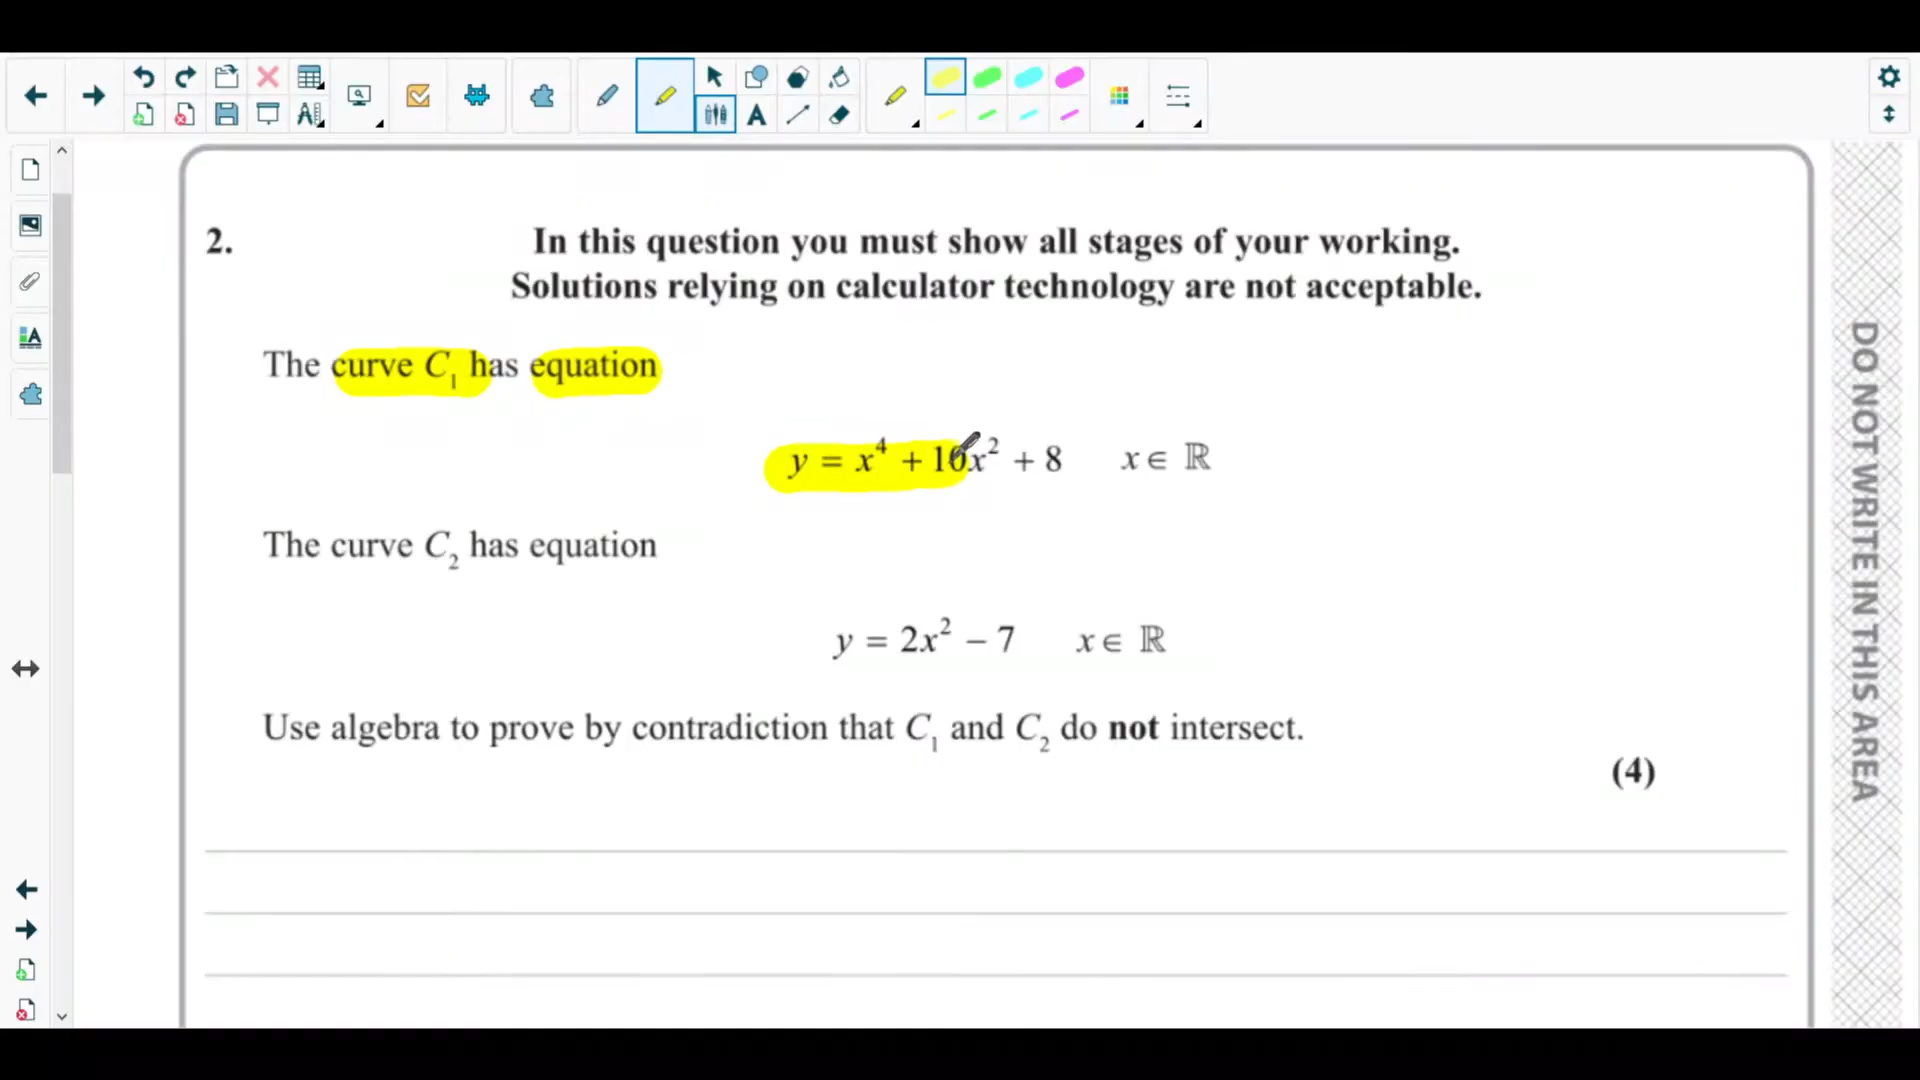 2. In this question you must show all stages of your working.
Solutions relying on calculator technology are not acceptable.
The curve C₁ has equation
y = x⁴ + 10x² + 8 x ∈ ℝ
The curve C₂ has equation
y = 2x² − 7 x ∈ ℝ
Use algebra to prove by contradiction that C₁ and C₂ do not intersect.
(4)
DO NOT WRITE IN THIS AREA